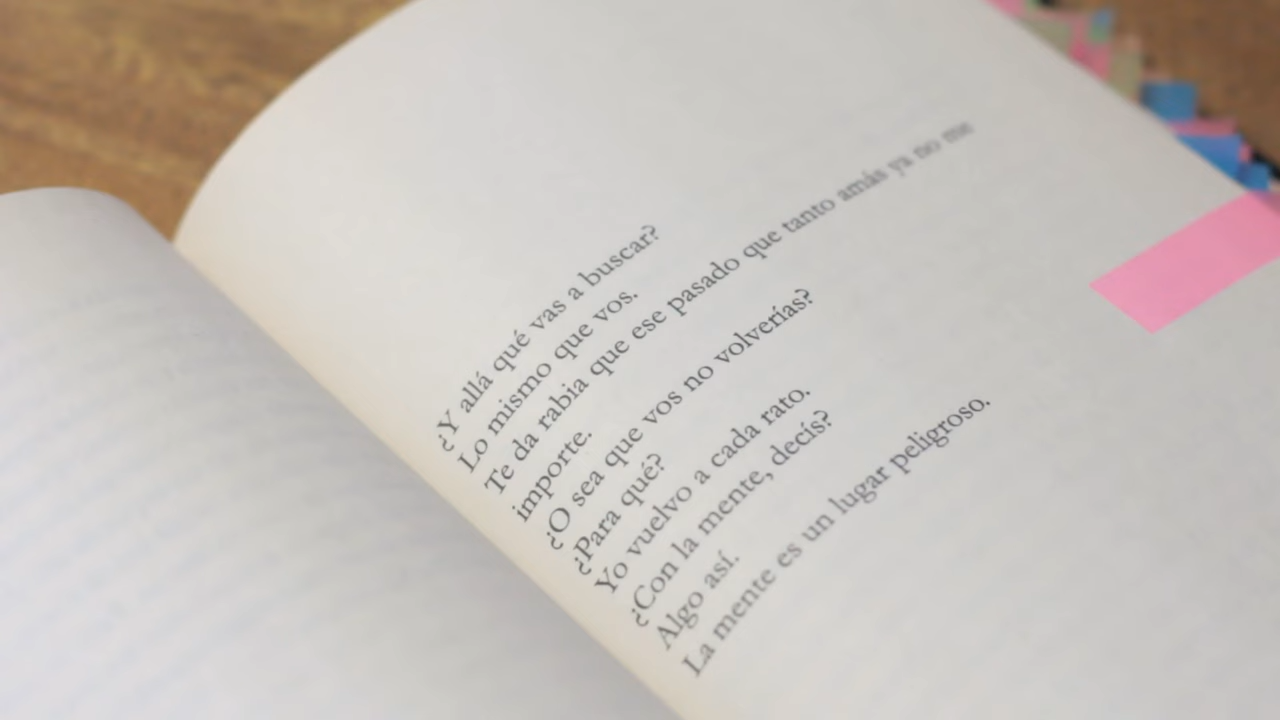 ¿Y allá qué vas a buscar?
Lo mismo que vos.
Te da rabia que ese pasado que tanto amás ya no me
importe.
¿O sea que vos no volverías?
¿Para qué?
Yo vuelvo a cada rato.
¿Con la mente, decís?
Algo así.
La mente es un lugar peligroso.